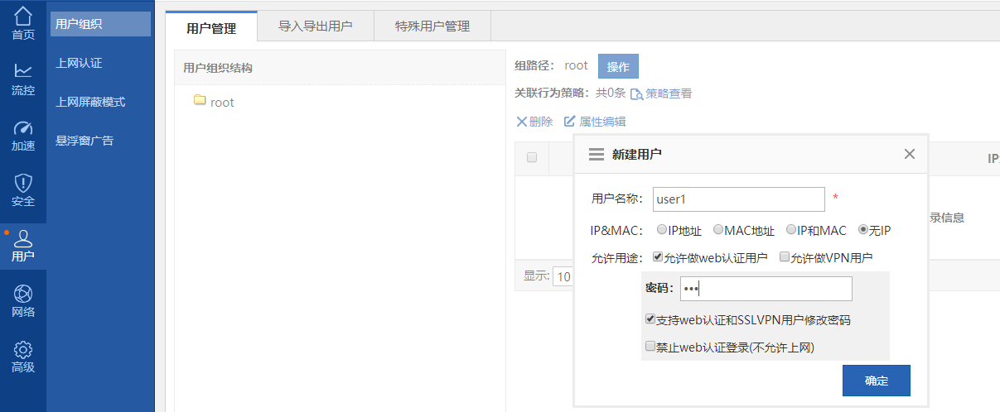 首页
流控
加速
安全
用户
网络
高级
用户组织
上网认证
上网屏蔽模式
悬浮窗广告
用户管理
导入导出用户
特殊用户管理
用户组织结构
root
组路径： root 操作
关联行为策略：共0条 策略查看
删除 属性编辑
IP
录信息
显示: 10
新建用户
用户名称： user1 *
IP&MAC： IP地址 MAC地址 IP和MAC 无IP
允许用途： 允许做web认证用户 允许做VPN用户
密码： •••
支持web认证和SSLVPN用户修改密码
禁止web认证登录(不允许上网)
确定